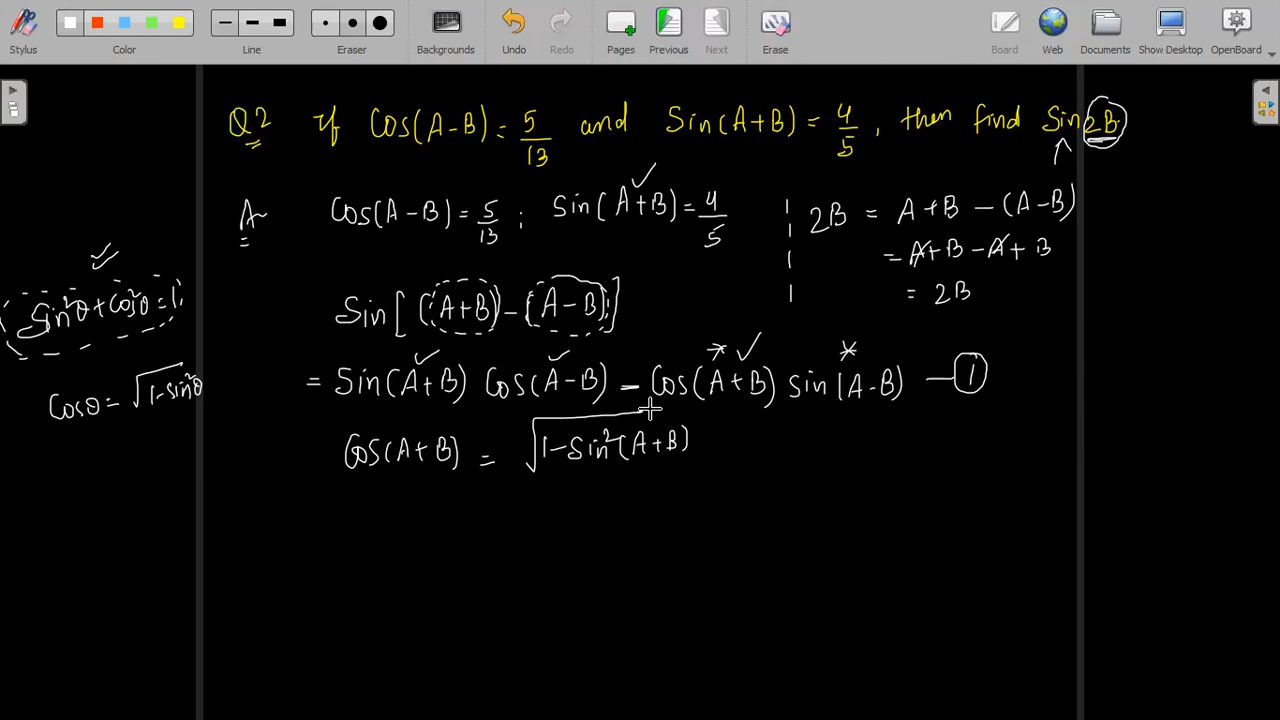 Stylus Color Line Eraser Backgrounds Undo Redo Pages Previous Next Erase Board Web Documents Show Desktop OpenBoard
Q2 If Cos(A-B) = 5/13 and Sin(A+B) = 4/5, then find Sin2B.
A Cos(A-B) = 5/13 ; Sin(A+B) = 4/5
2B = A+B - (A-B)
= A+B - A + B
= 2B
Sin²θ + Cos²θ = 1
Cosθ = √1-sin²θ
Sin[(A+B) - (A-B)]
= Sin(A+B) Cos(A-B) - Cos(A+B) sin(A-B) — 1
Cos(A+B) = √1-Sin²(A+B)